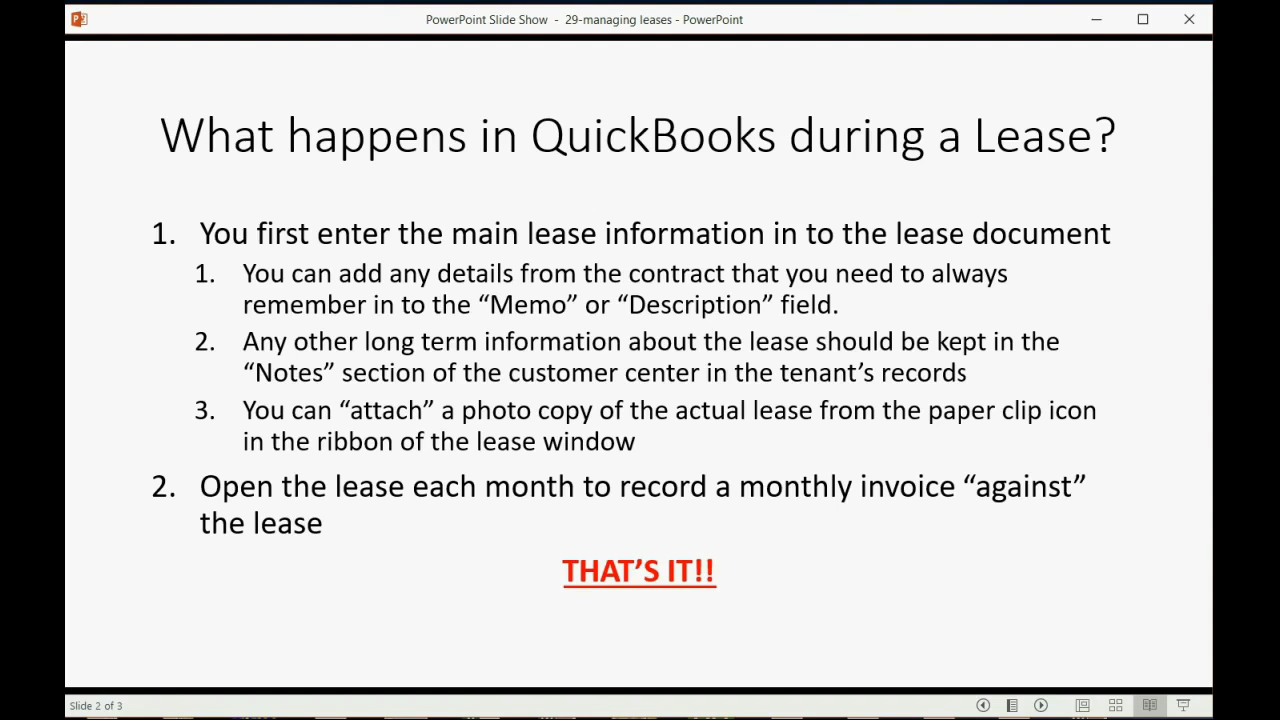 PowerPoint Slide Show - 29-managing leases - PowerPoint
What happens in QuickBooks during a Lease?
1. You first enter the main lease information in to the lease document
1. You can add any details from the contract that you need to always
remember in to the “Memo” or “Description” field.
2. Any other long term information about the lease should be kept in the
“Notes” section of the customer center in the tenant’s records
3. You can “attach” a photo copy of the actual lease from the paper clip icon
in the ribbon of the lease window
2. Open the lease each month to record a monthly invoice “against”
the lease
THAT’S IT!!
Slide 2 of 3